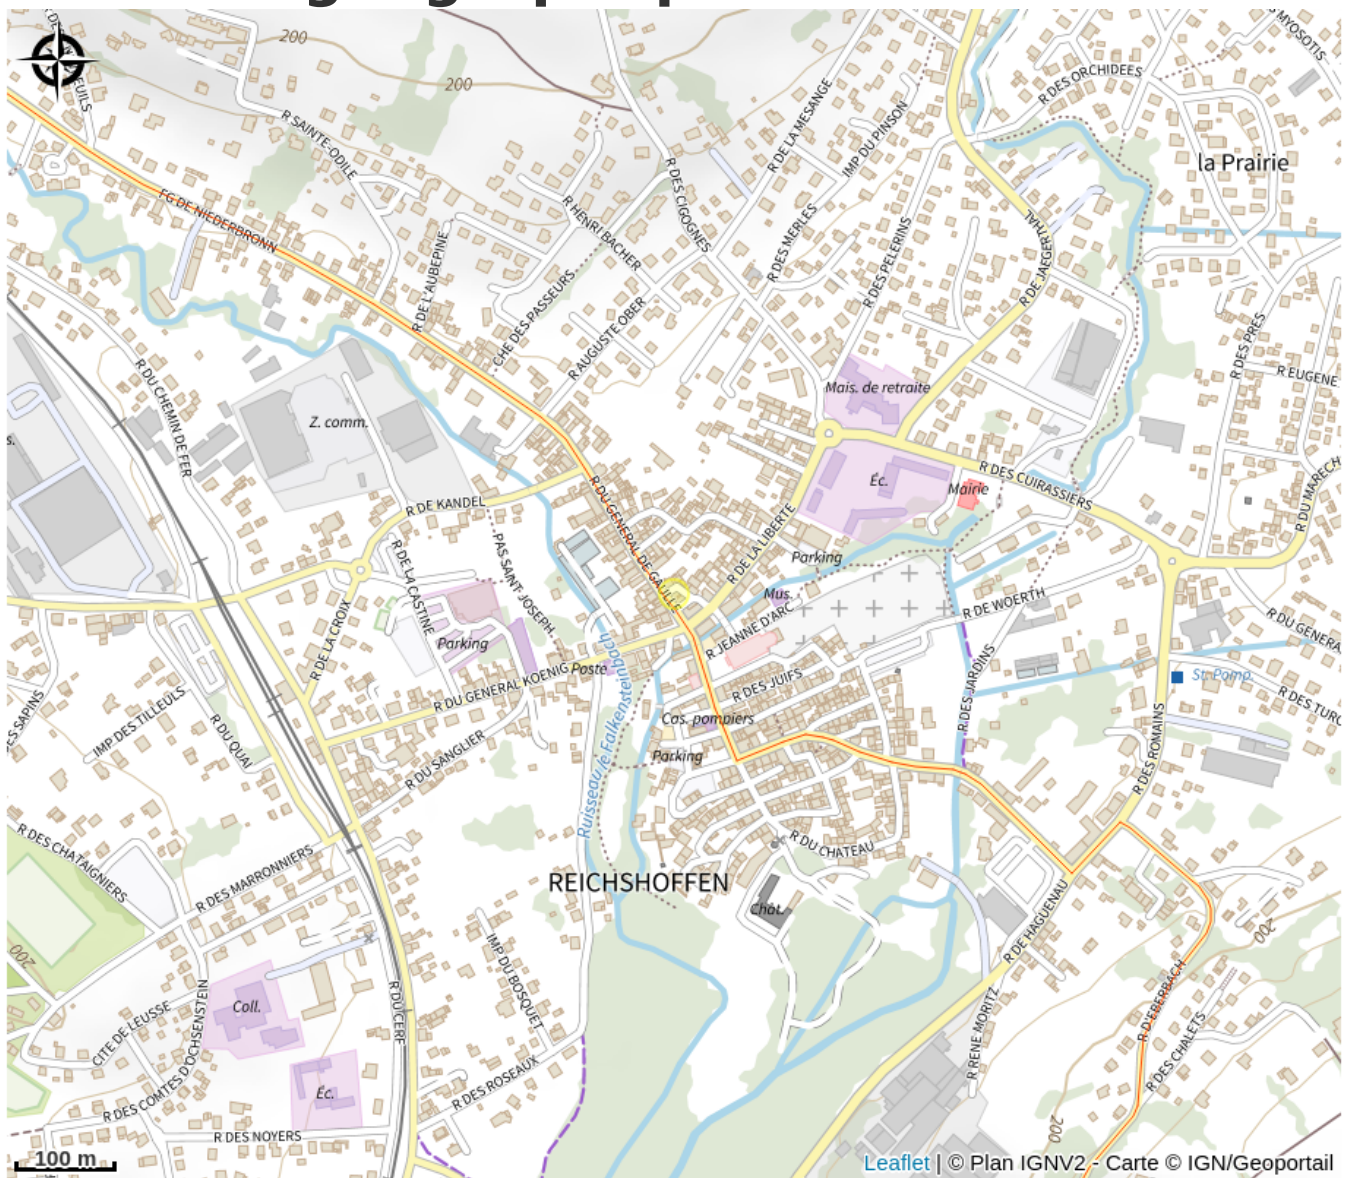 200
200
R DES ORCHIDEES
R SAINTE-ODILE
R DE LA MESANGE
IMP DU PINSON
la Prairie
R DES CIGOGNES
FG DE NIEDERBRONN
R HENRI BACHER
R DES MERLES
R DES PELERINS
R DE JAEGERTHAL
R DE L'AUBEPINE
CHE DES PASSEURS
R AUGUSTE OBER
R DES PRES
R EUGENE
R DU CHEMIN DE FER
Mais. de retraite
Z. comm.
s.
R DES CUIRASSIERS
Éc.
Mairie
R DU MARECH
R DE KANDEL
R DU GENERAL DE GAULLE
R DE LA LIBERTE
Parking
PAS SAINT-JOSEPH
R DE LA CASTINE
Mus.
R DE WOERTH
R JEANNE D'ARC
R DE LA CROIX
Parking
R DU GENERA
Poste
R DU GENERAL KOENIG
R DES JUIFS
R DES JARDINS
St. Pomp.
R DES TURC
ES SAPINS
IMP DES TILLEULS
R DU QUAI
Cas. pompiers
Parking
R DU SANGLIER
Ruisseau le Falkensteinbach
R DES ROMAINS
R DES CHATAIGNIERS
R DES MARRONNIERS
R DU CHATEAU
REICHSHOFFEN
Chât.
R DE HAGUENAU
200
200
IMP DU BOSQUET
Coll.
CITE DE LEUSSE
R DES COMTES D'OCHSENSTEIN
R DU CERF
R D'EBERBACH
R RENE MORITZ
R DES CHALETS
R DES ROSEAUX
Éc.
R DES NOYERS
200
100 m
Leaflet | © Plan IGNV2 - Carte © IGN/Geoportail